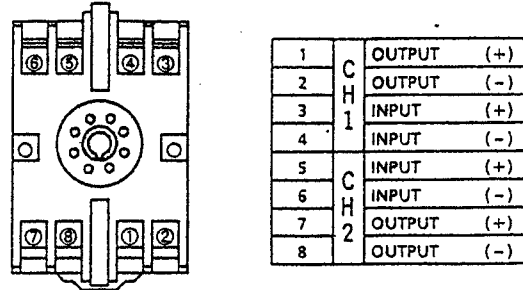 ⑥ ⑤ ④ ③
⑦ ⑧ ① ②
1 CH1 OUTPUT (+)
2 OUTPUT (-)
3 INPUT (+)
4 INPUT (-)
5 CH2 INPUT (+)
6 INPUT (-)
7 OUTPUT (+)
8 OUTPUT (-)